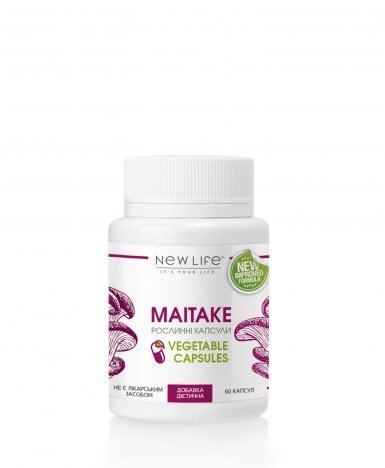 NEW LIFE®
IT'S YOUR LIFE
NEW
IMPROVED
FORMULA
MAITAKE
РОСЛИННІ КАПСУЛИ
VEGETABLE
CAPSULES
НЕ Є ЛІКАРСЬКИМ
ЗАСОБОМ
ДОБАВКА
ДІЄТИЧНА
60 КАПСУЛ